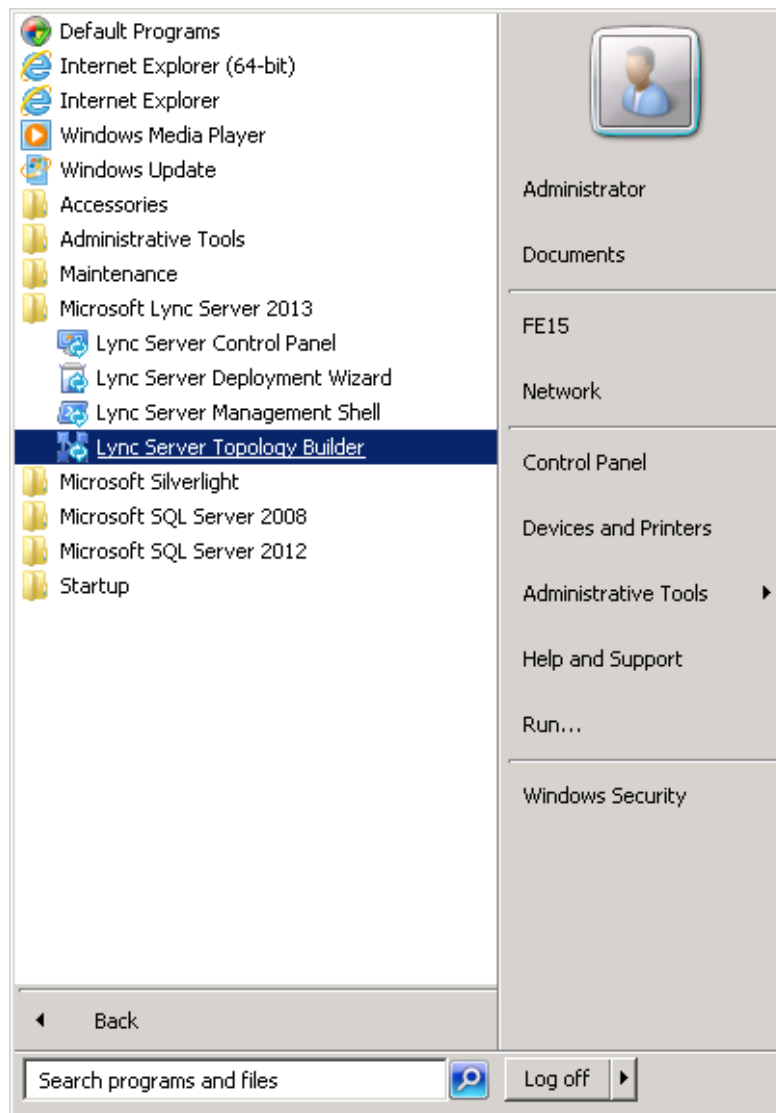 Default Programs
Internet Explorer (64-bit)
Internet Explorer
Windows Media Player
Windows Update
Accessories
Administrative Tools
Maintenance
Microsoft Lync Server 2013
Lync Server Control Panel
Lync Server Deployment Wizard
Lync Server Management Shell
Lync Server Topology Builder
Microsoft Silverlight
Microsoft SQL Server 2008
Microsoft SQL Server 2012
Startup
Back
Search programs and files
Administrator
Documents
FE15
Network
Control Panel
Devices and Printers
Administrative Tools
Help and Support
Run...
Windows Security
Log off